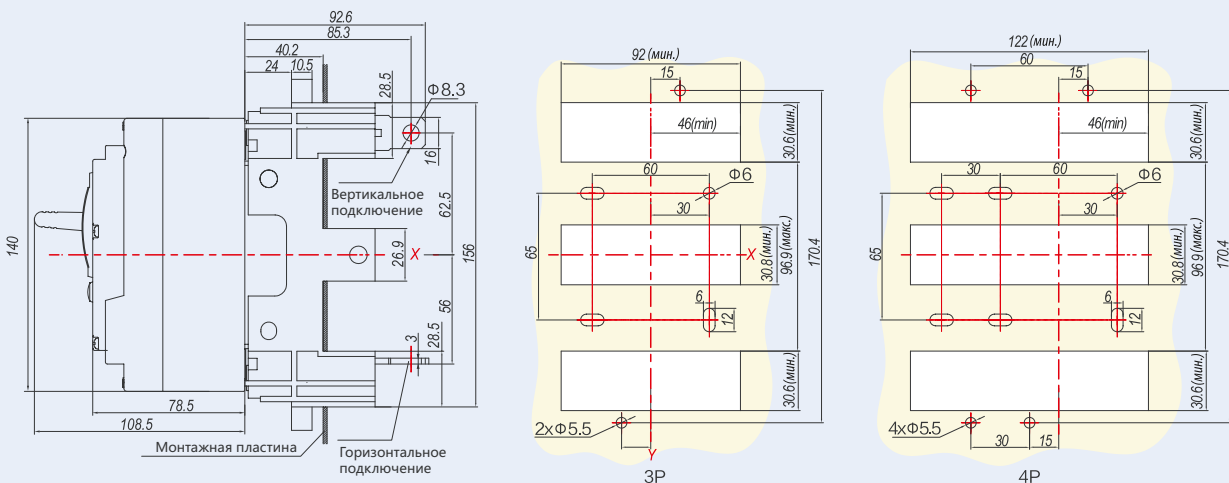 92.6
85.3
40.2
24
10.5
28.5
Φ8.3
16
Вертикальное
подключение
62.5
140
X
26.9
156
56
3
28.5
78.5
108.5
Монтажная пластина
Горизонтальное
подключение
92 (мин.)
15
46(min)
30.6(мин.)
60
Φ6
30
65
X
30.8 (мин.)
96.9 (макс.)
170.4
6
12
30.6(мин.)
2xΦ5.5
Y
3P
122 (мин.)
60
15
46(min)
30.6(мин.)
30
60
Φ6
30
65
30.8 (мин.)
96.9 (макс.)
170.4
6
12
30.6(мин.)
4xΦ5.5
30
15
4P